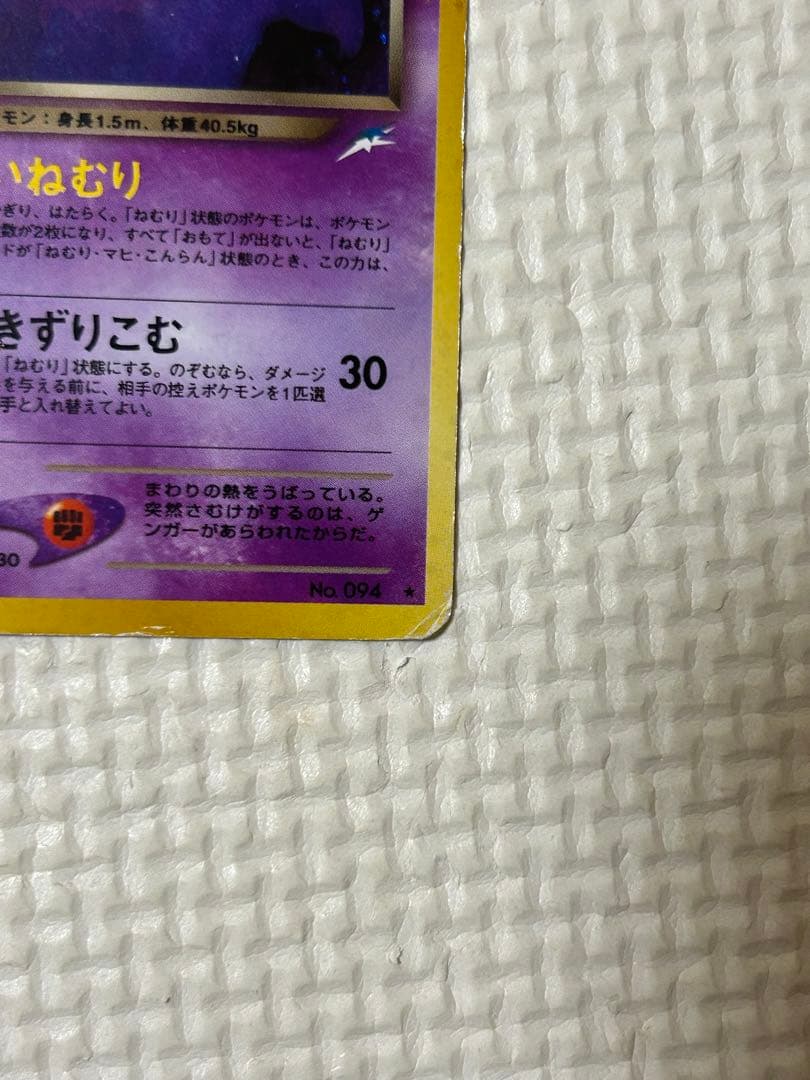 モン：身長1.5m、体重40.5kg
いねむり
ぎり、はたらく。「ねむり」状態のポケモンは、ポケモン
数が2枚になり、すべて「おもて」が出ないと、「ねむり」
ドが「ねむり・マヒ・こんらん」状態のとき、この力は、
きずりこむ
「ねむり」状態にする。のぞむなら、ダメージ
を与える前に、相手の控えポケモンを1匹選
手と入れ替えてよい。
30
まわりの熱をうばっている。
突然さむけがするのは、ゲ
ンガーがあらわれたからだ。
30
No. 094 ★